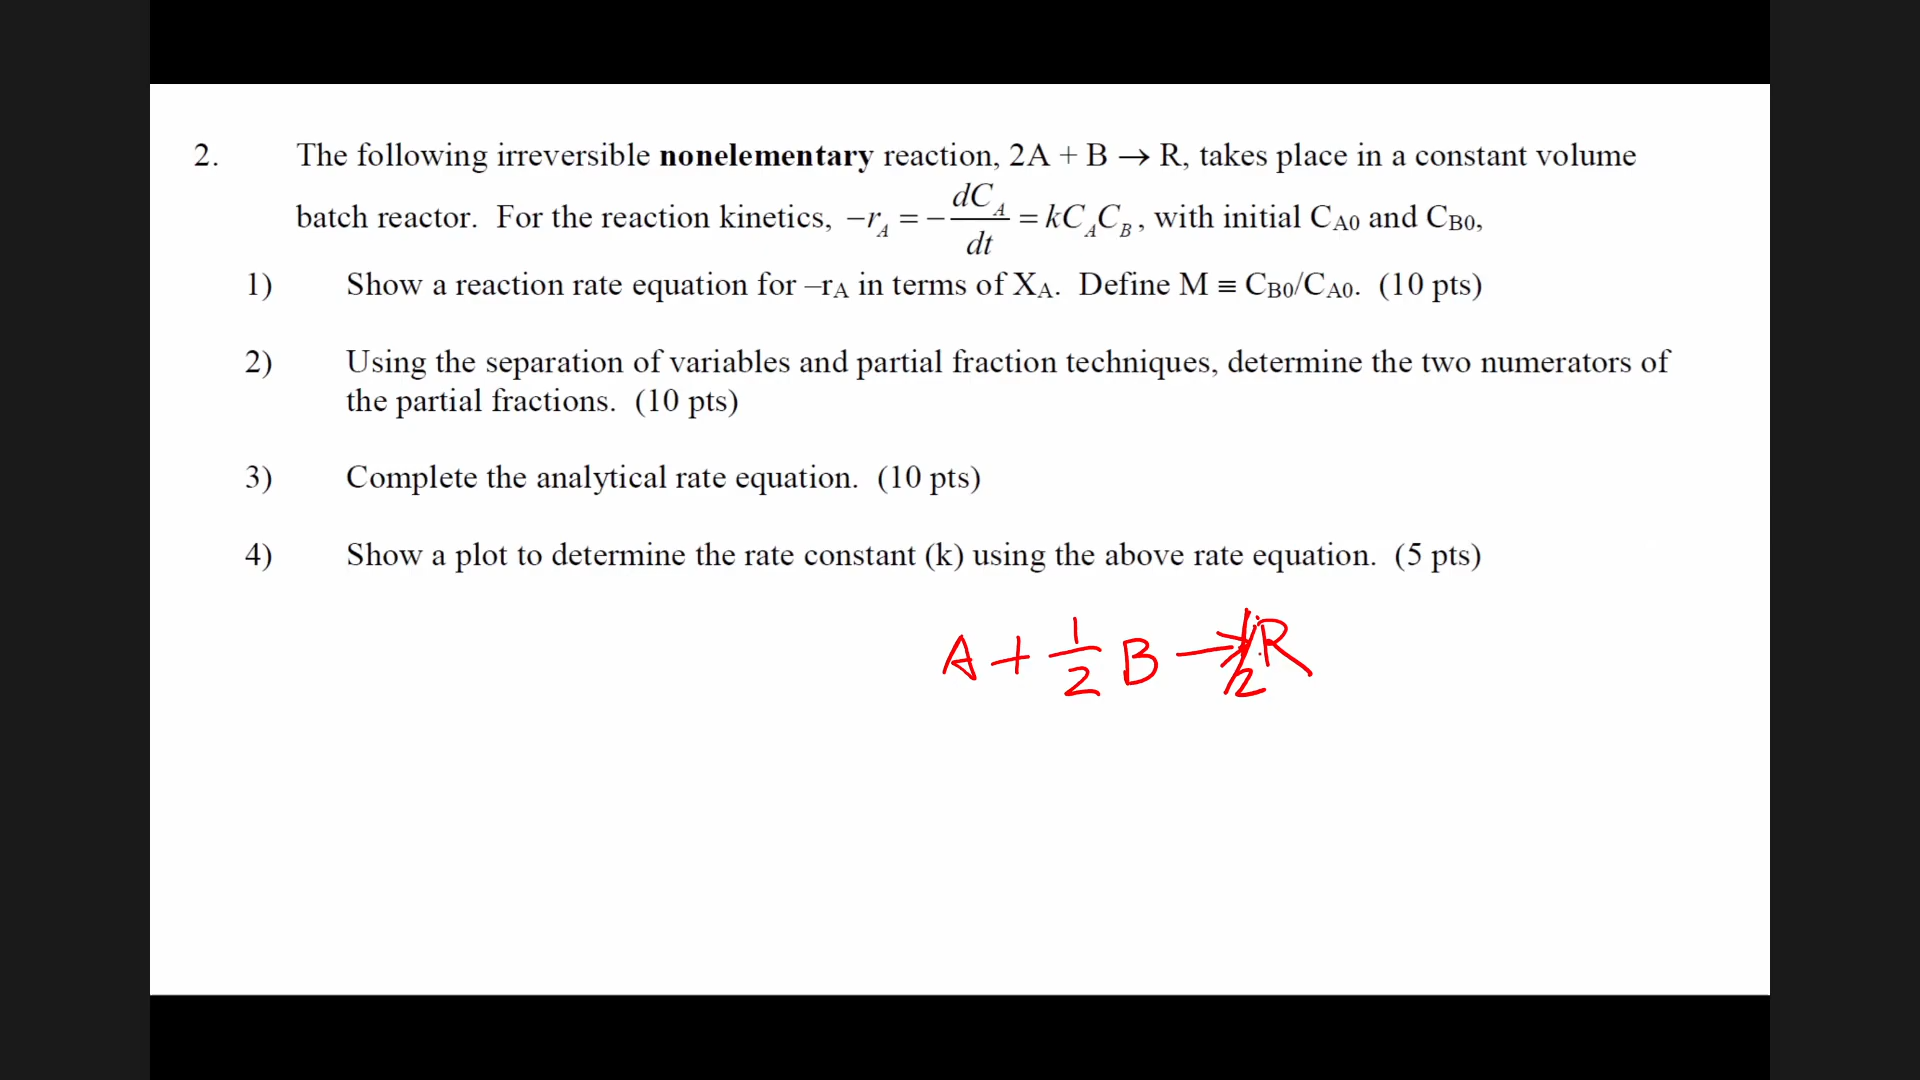 2. The following irreversible nonelementary reaction, 2A + B → R, takes place in a constant volume
batch reactor. For the reaction kinetics, −r_A = −dC_A/dt = kC_AC_B, with initial C_A0 and C_B0,
1) Show a reaction rate equation for –r_A in terms of X_A. Define M ≡ C_B0/C_A0. (10 pts)
2) Using the separation of variables and partial fraction techniques, determine the two numerators of
the partial fractions. (10 pts)
3) Complete the analytical rate equation. (10 pts)
4) Show a plot to determine the rate constant (k) using the above rate equation. (5 pts)
A + 1/2 B → 1/2 R